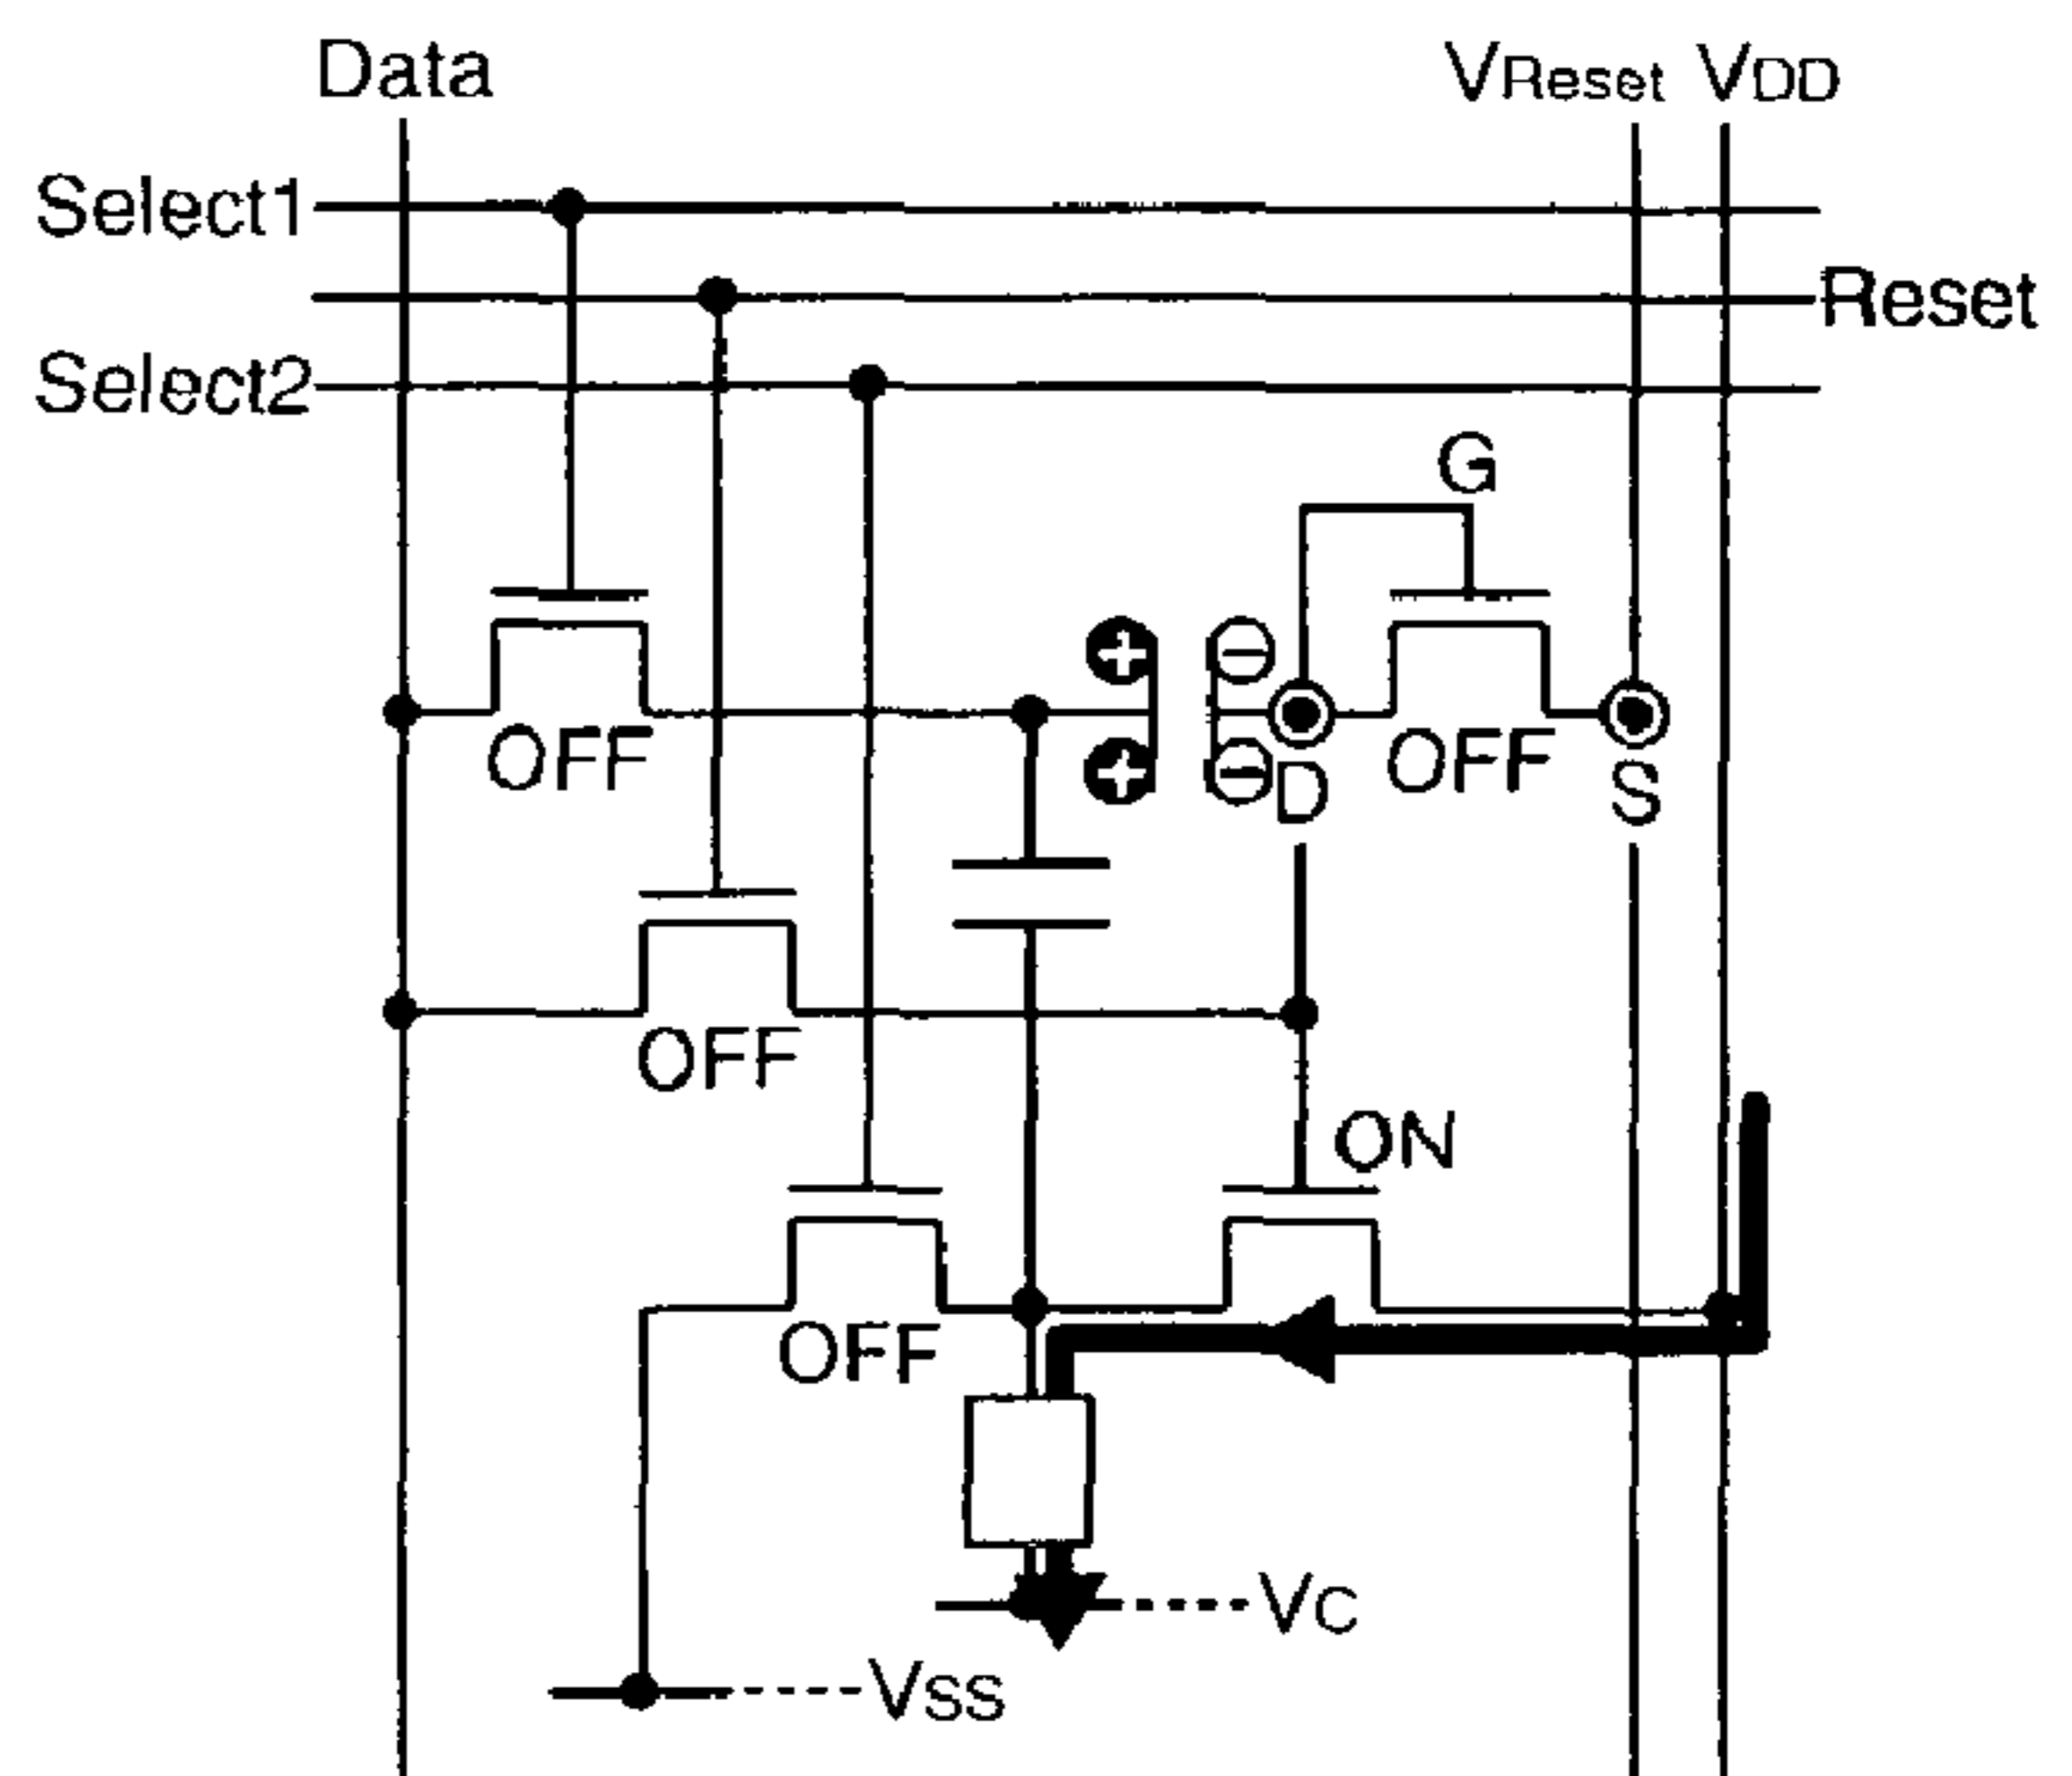 Data
VReset VDD
Select1
Reset
Select2
G
OFF
D
OFF
S
OFF
ON
OFF
VC
VSS